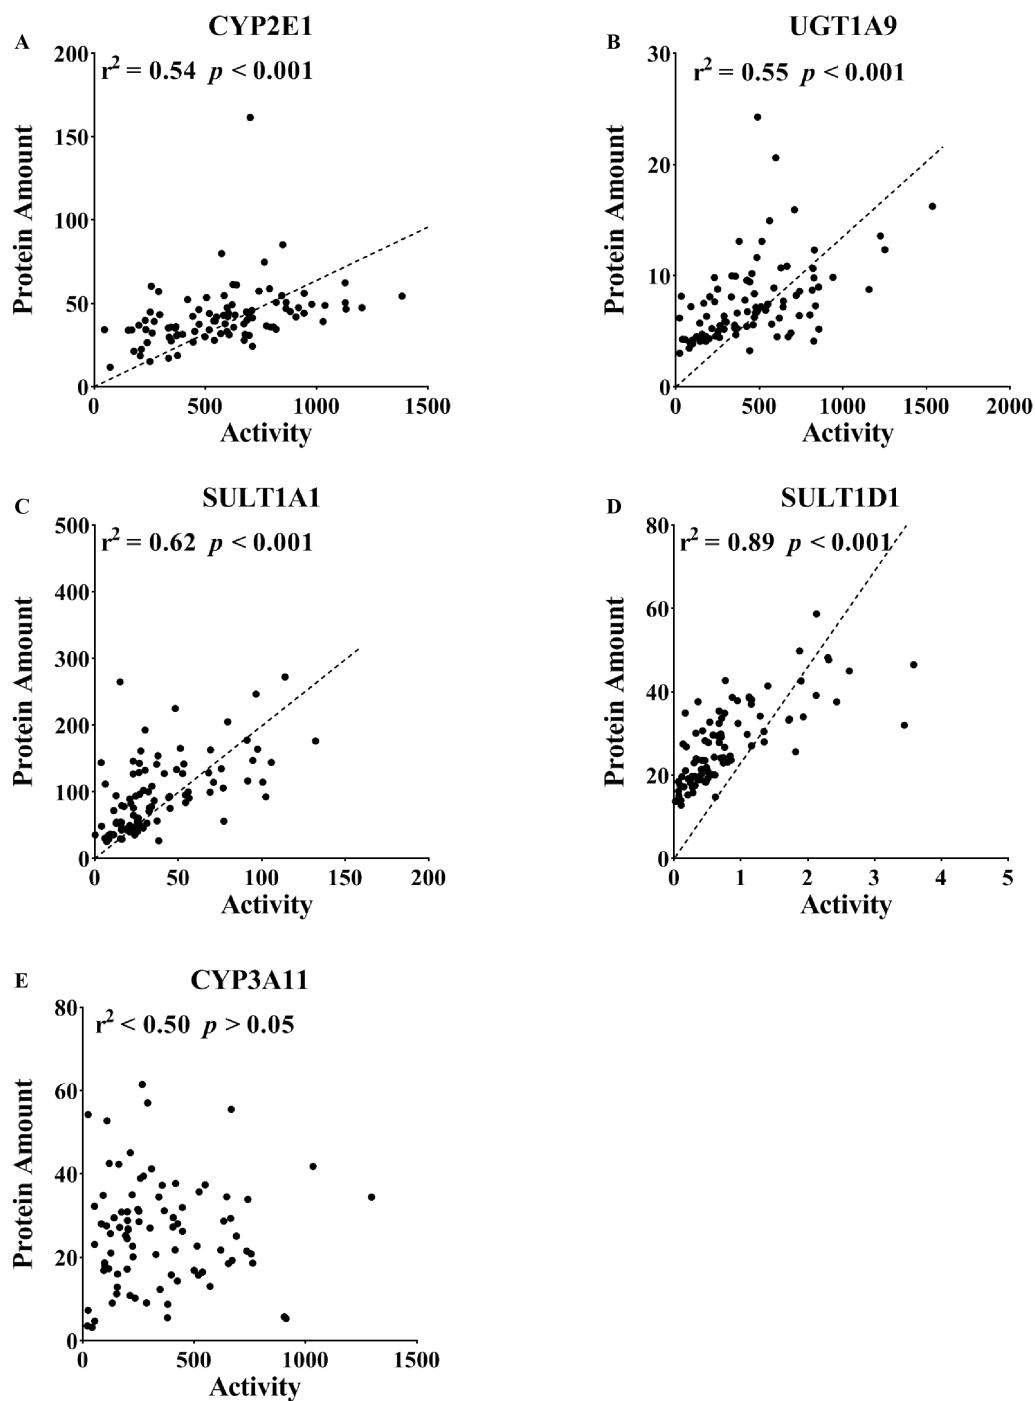 A
CYP2E1
r² = 0.54 p < 0.001
200
150
100
50
0
Protein Amount
0 500 1000 1500
Activity
B
UGT1A9
r² = 0.55 p < 0.001
30
20
10
0
Protein Amount
0 500 1000 1500 2000
Activity
C
SULT1A1
r² = 0.62 p < 0.001
500
400
300
200
100
0
Protein Amount
0 50 100 150 200
Activity
D
SULT1D1
r² = 0.89 p < 0.001
80
60
40
20
0
Protein Amount
0 1 2 3 4 5
Activity
E
CYP3A11
r² < 0.50 p > 0.05
80
60
40
20
0
Protein Amount
0 500 1000 1500
Activity